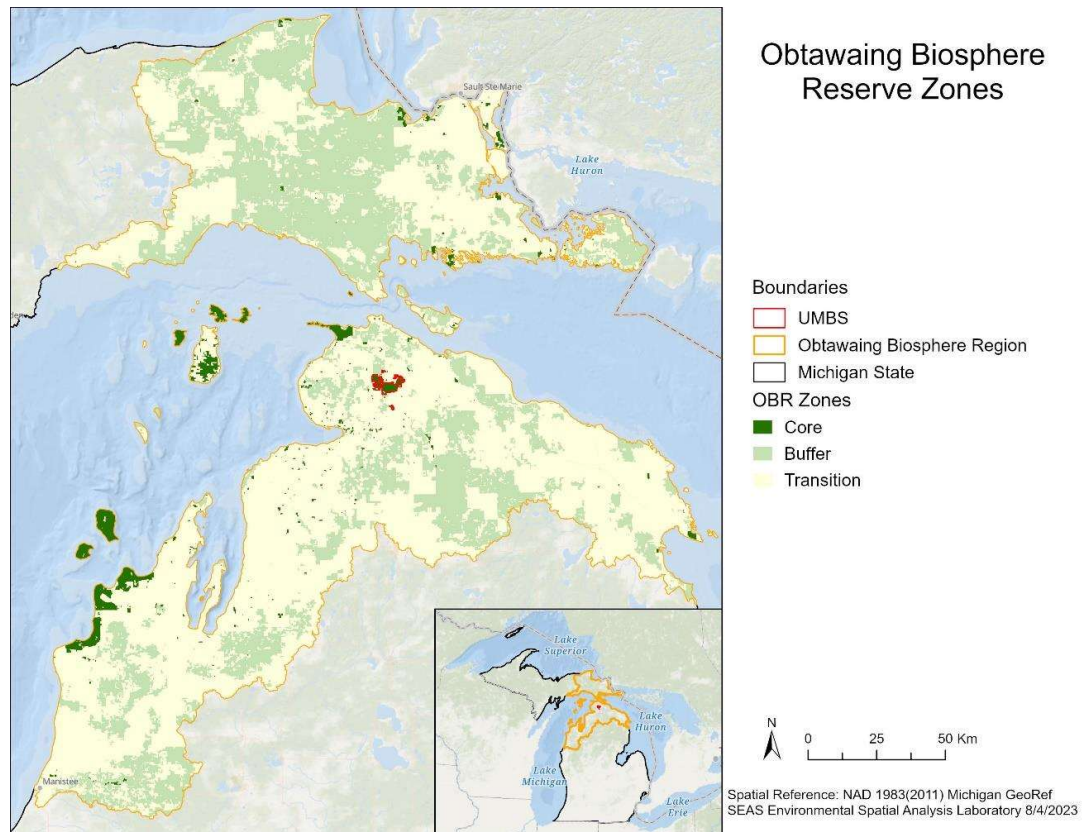 Obtawaing Biosphere
Reserve Zones
Sault Ste Marie
Lake
Huron
Manistee
Lake
Superior
Lake
Huron
Lake
Michigan
Lake
Erie
Boundaries
UMBS
Obtawaing Biosphere Region
Michigan State
OBR Zones
Core
Buffer
Transition
N
0 25 50 Km
Spatial Reference: NAD 1983(2011) Michigan GeoRef
SEAS Environmental Spatial Analysis Laboratory 8/4/2023